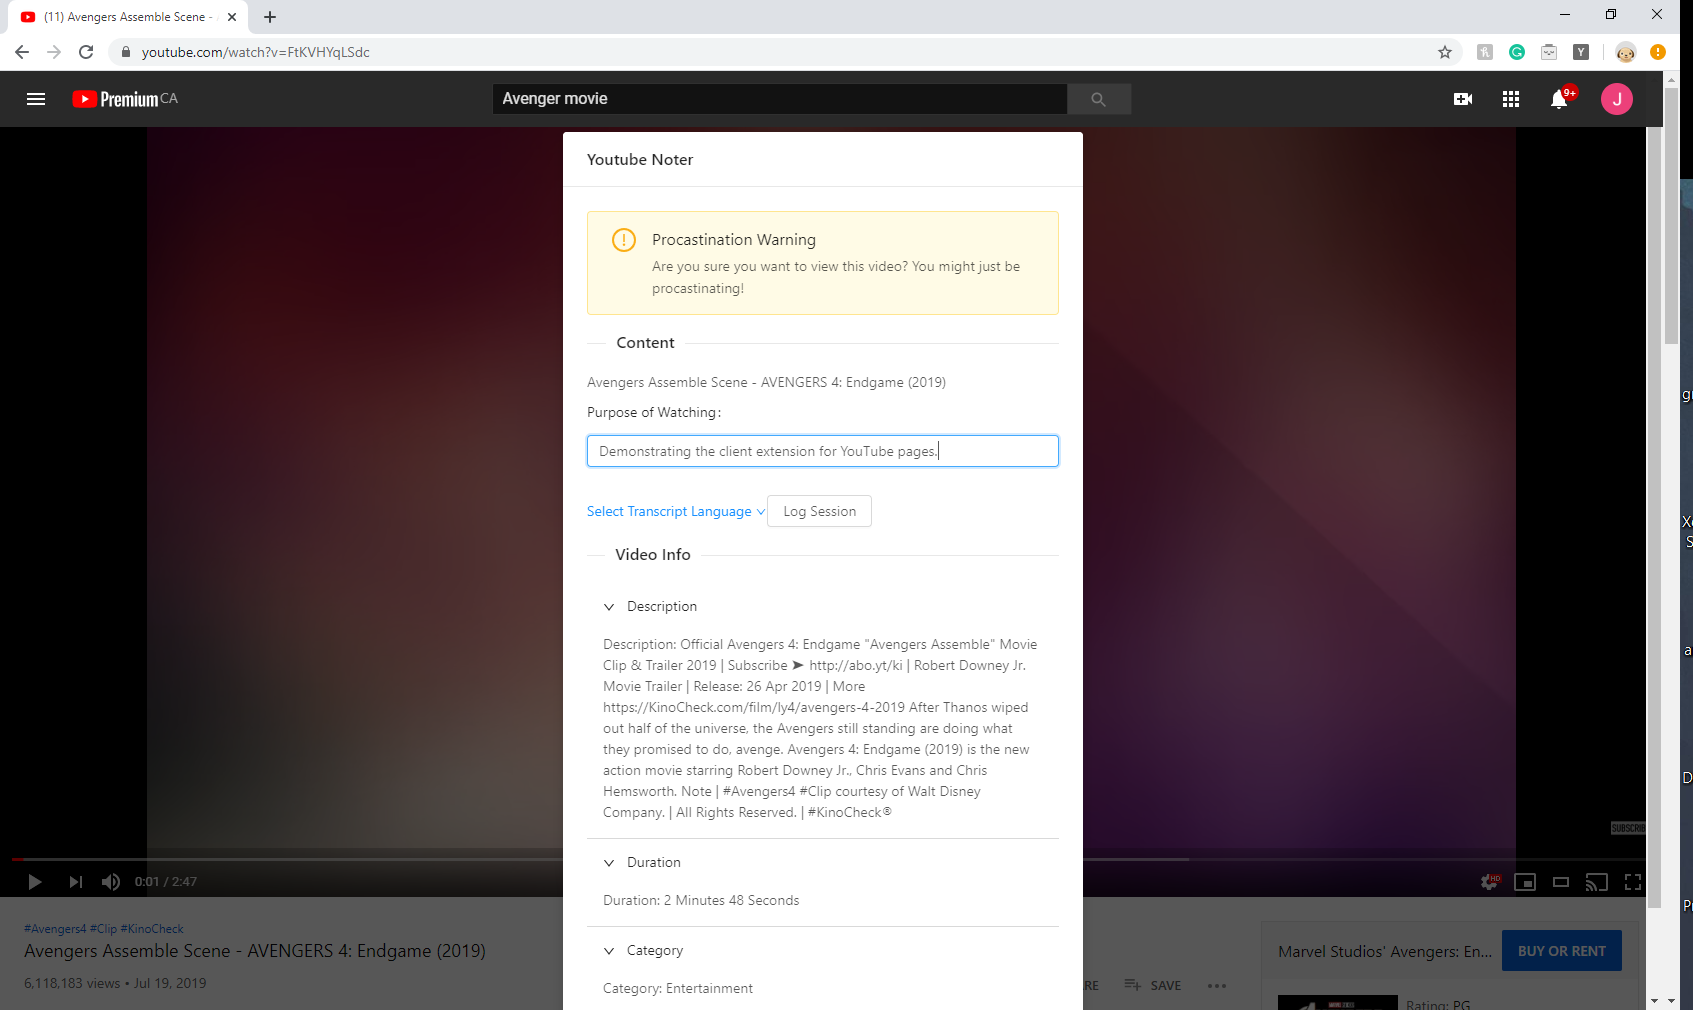 (11) Avengers Assemble Scene -
youtube.com/watch?v=FtKVHYqLSdc
Y
Premium CA
Avenger movie
9+
J
Youtube Noter
Procastination Warning
Are you sure you want to view this video? You might just be
procastinating!
Content
Avengers Assemble Scene - AVENGERS 4: Endgame (2019)
Purpose of Watching:
Demonstrating the client extension for YouTube pages.
Select Transcript Language
Log Session
Video Info
Description
Description: Official Avengers 4: Endgame "Avengers Assemble" Movie
Clip & Trailer 2019 | Subscribe ➤ http://abo.yt/ki | Robert Downey Jr.
Movie Trailer | Release: 26 Apr 2019 | More
https://KinoCheck.com/film/ly4/avengers-4-2019 After Thanos wiped
out half of the universe, the Avengers still standing are doing what
they promised to do, avenge. Avengers 4: Endgame (2019) is the new
action movie starring Robert Downey Jr., Chris Evans and Chris
Hemsworth. Note | #Avengers4 #Clip courtesy of Walt Disney
Company. | All Rights Reserved. | #KinoCheck®
SUBSCRIB
Duration
Duration: 2 Minutes 48 Seconds
0:01 / 2:47
HD
Category
Category: Entertainment
#Avengers4 #Clip #KinoCheck
Avengers Assemble Scene - AVENGERS 4: Endgame (2019)
6,118,183 views • Jul 19, 2019
RE
SAVE
Marvel Studios' Avengers: En...
BUY OR RENT
Rating: PG